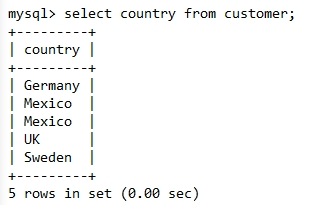 mysql> select country from customer;
+---------+
| country |
+---------+
| Germany |
| Mexico  |
| Mexico  |
| UK      |
| Sweden  |
+---------+
5 rows in set (0.00 sec)